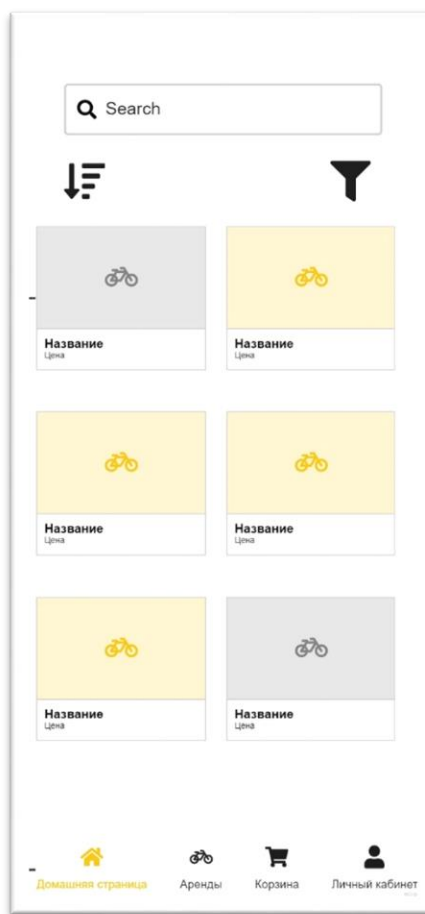 Search
Название
Цена
Название
Цена
Название
Цена
Название
Цена
Название
Цена
Название
Цена
Домашняя страница
Аренды
Корзина
Личный кабинет